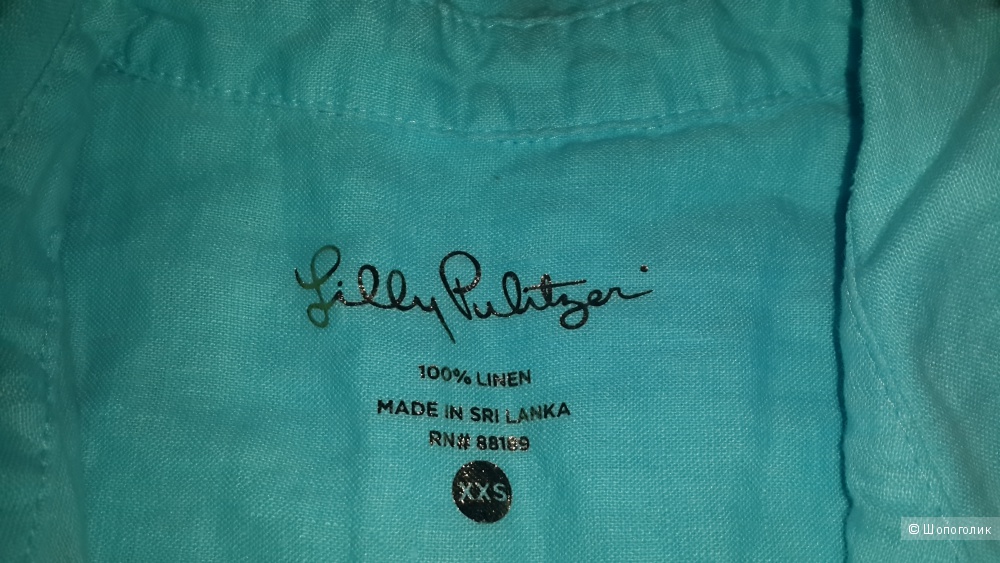 Lilly Pulitzer
100% LINEN
MADE IN SRI LANKA
RN# 88189
XXS
© Шопоголик